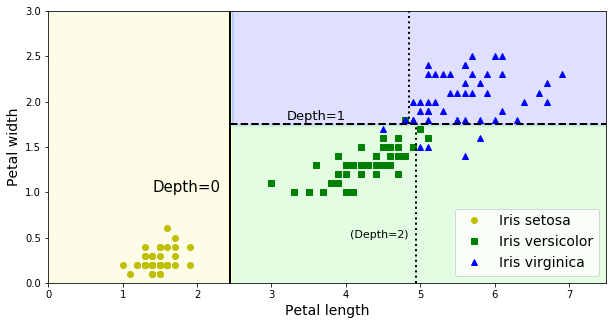 3.0
2.5
2.0
1.5
1.0
0.5
0.0
Petal width
Depth=1
Depth=0
(Depth=2)
Iris setosa
Iris versicolor
Iris virginica
0 1 2 3 4 5 6 7
Petal length